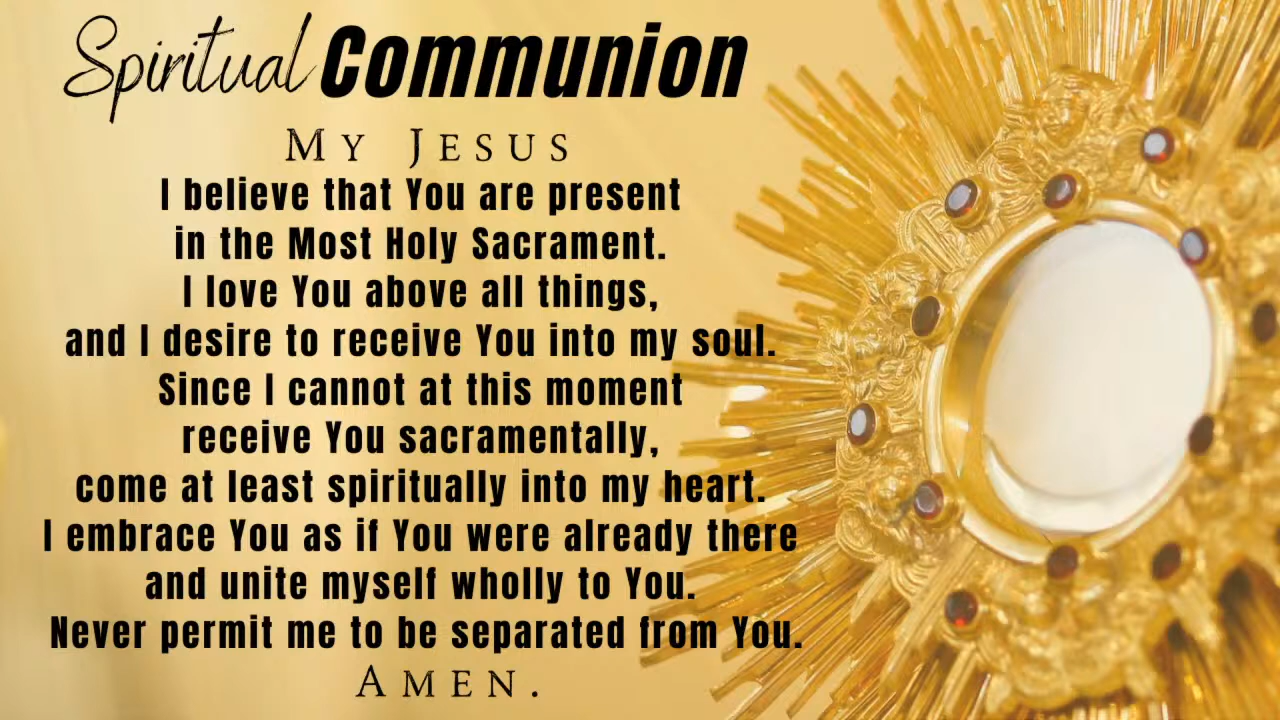 Spiritual Communion
My Jesus
I believe that You are present
in the Most Holy Sacrament.
I love You above all things,
and I desire to receive You into my soul.
Since I cannot at this moment
receive You sacramentally,
come at least spiritually into my heart.
I embrace You as if You were already there
and unite myself wholly to You.
Never permit me to be separated from You.
Amen.